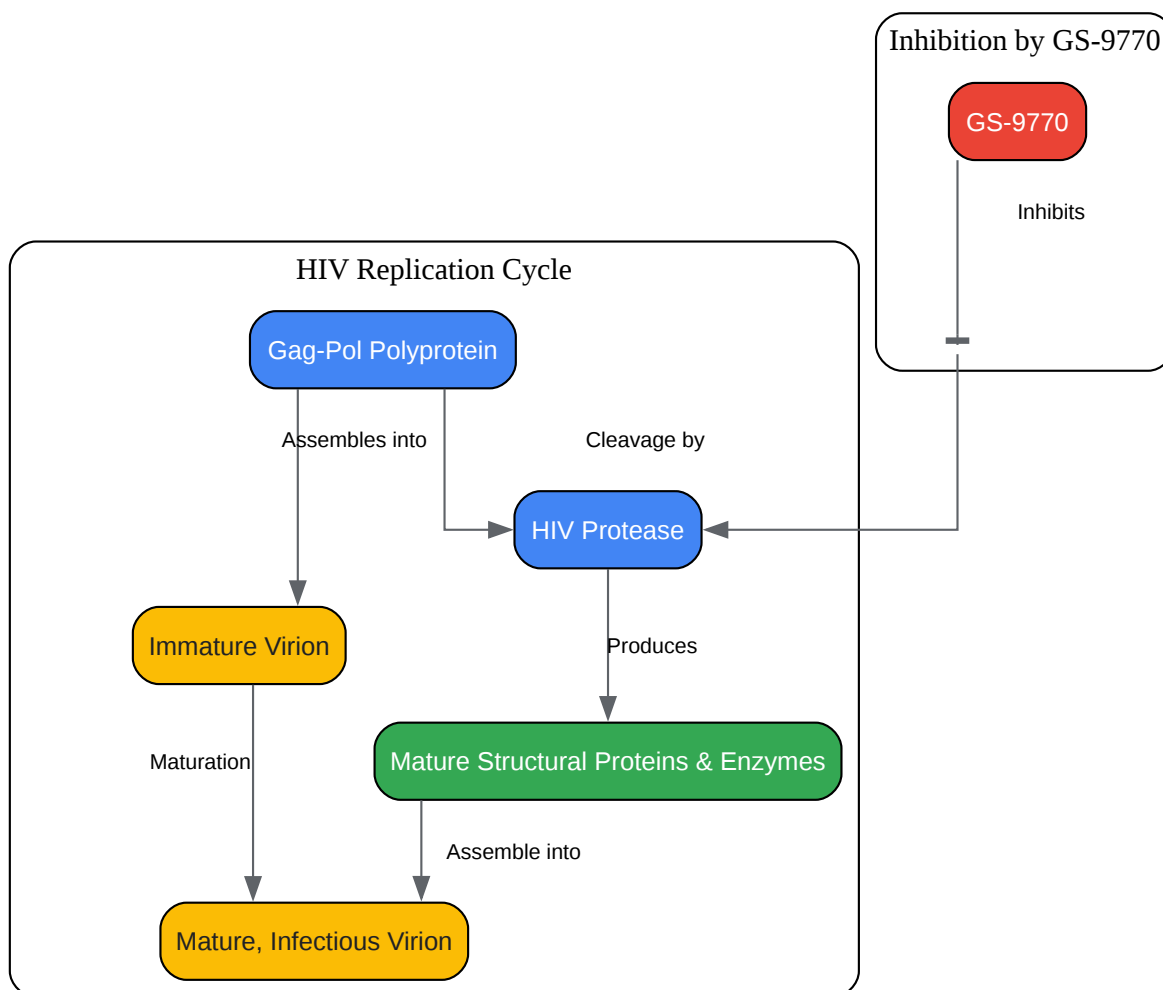 Inhibition by GS-9770
GS-9770
Inhibits
HIV Replication Cycle
Gag-Pol Polyprotein
Assembles into
Cleavage by
HIV Protease
Immature Virion
Produces
Maturation
Mature Structural Proteins & Enzymes
Assemble into
Mature, Infectious Virion